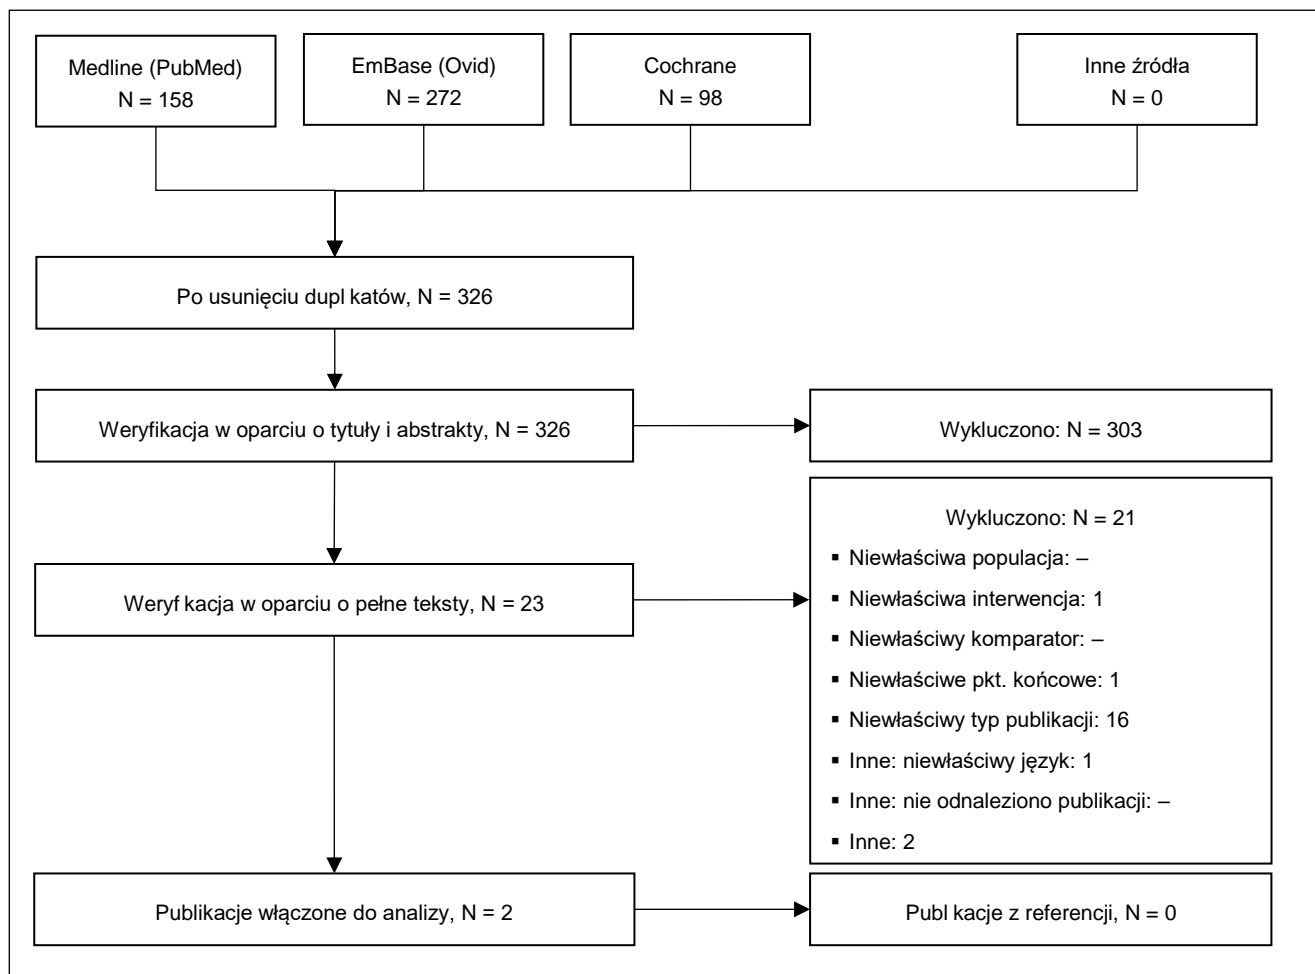 Medline (PubMed)
N = 158
EmBase (Ovid)
N = 272
Cochrane
N = 98
Inne źródła
N = 0
Po usunięciu dupl katów, N = 326
Weryfikacja w oparciu o tytuły i abstrakty, N = 326
Wykluczono: N = 303
Weryf kacja w oparciu o pełne teksty, N = 23
Wykluczono: N = 21
▪ Niewłaściwa populacja: –
▪ Niewłaściwa interwencja: 1
▪ Niewłaściwy komparator: –
▪ Niewłaściwe pkt. końcowe: 1
▪ Niewłaściwy typ publikacji: 16
▪ Inne: niewłaściwy język: 1
▪ Inne: nie odnaleziono publikacji: –
▪ Inne: 2
Publikacje włączone do analizy, N = 2
Publ kacje z referencji, N = 0